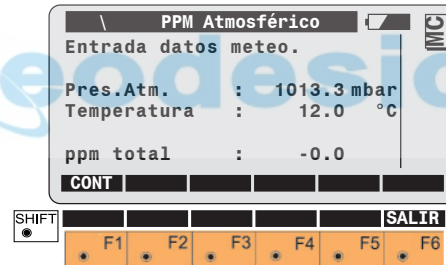 \ PPM Atmosférico
MC
Entrada datos meteo.
Pres.Atm. : 1013.3 mbar
Temperatura : 12.0 °C
ppm total : -0.0
CONT
SHIFT SALIR
F1 F2 F3 F4 F5 F6